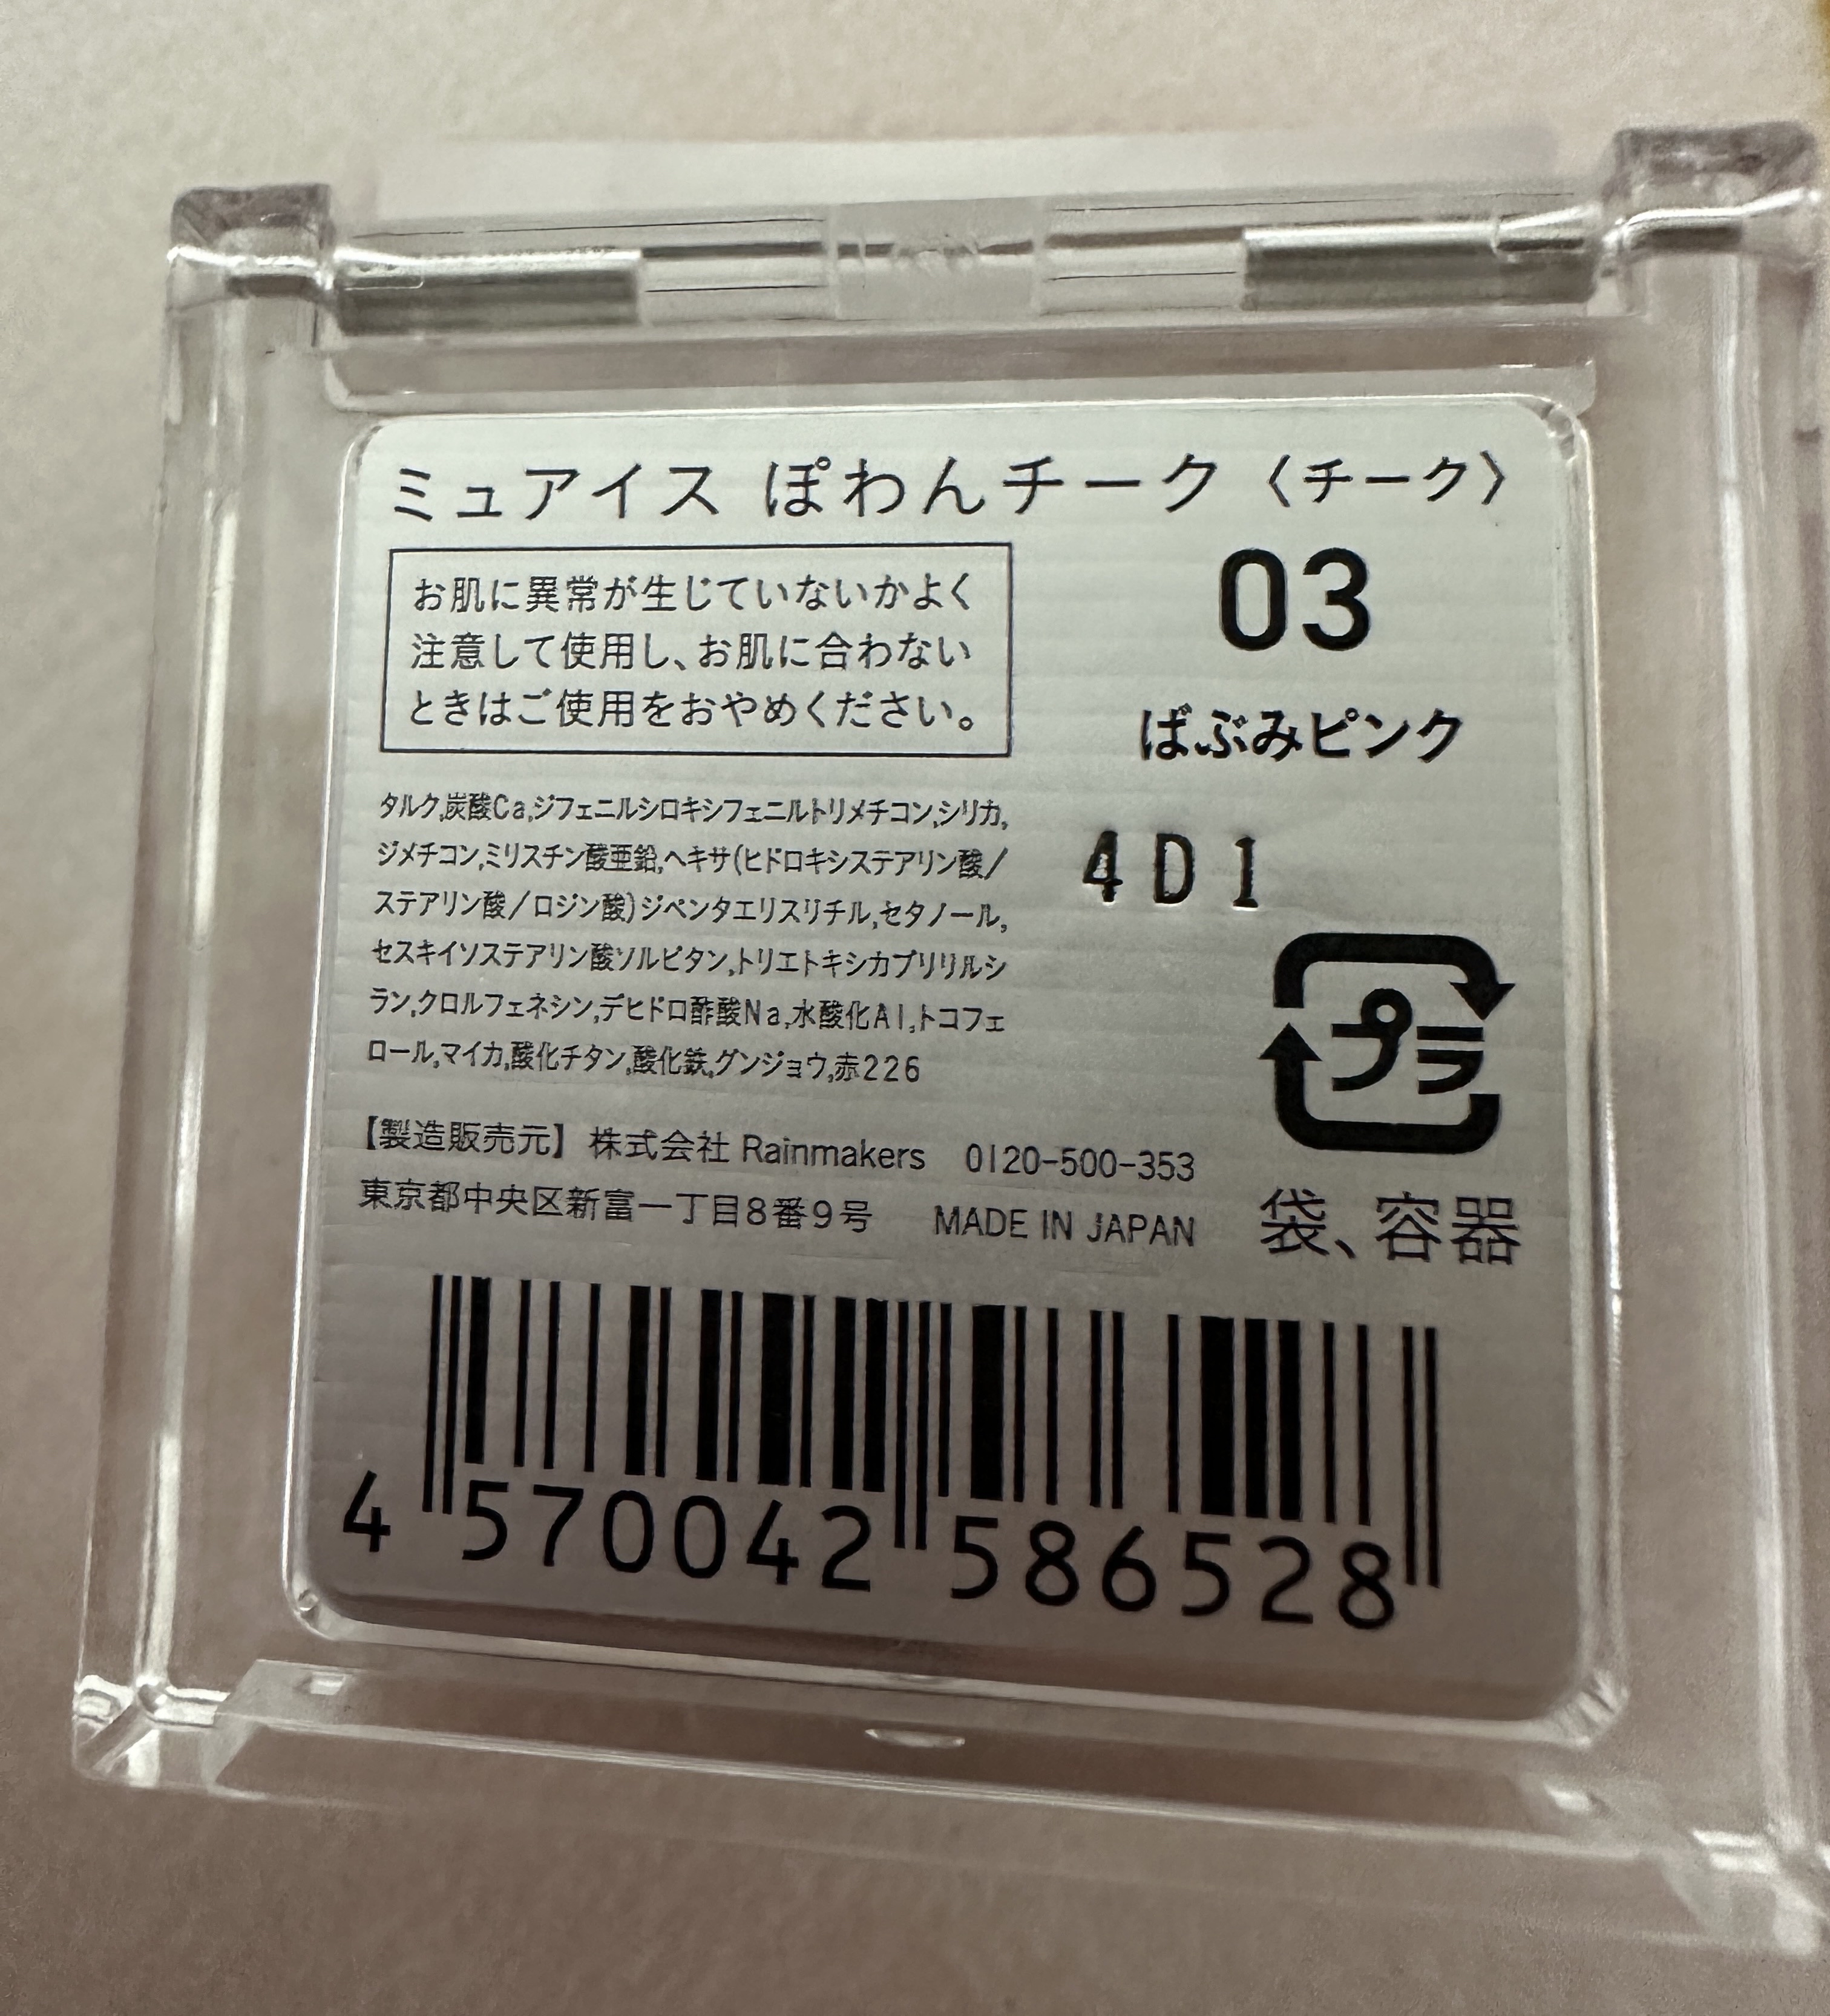 ミュアイス ぽわんチーク〈チーク〉
お肌に異常が生じていないかよく
注意して使用し、お肌に合わない
ときはご使用をおやめください。
03
ばぶみピンク
4D1
タルク,炭酸Ca,ジフェニルシロキシフェニルトリメチコン,シリカ,
ジメチコン,ミリスチン酸亜鉛,ヘキサ(ヒドロキシステアリン酸/
ステアリン酸/ロジン酸)ジペンタエリスリチル,セタノール,
セスキイソステアリン酸ソルビタン,トリエトキシカプリリルシ
ラン,クロルフェネシン,デヒドロ酢酸Na,水酸化Al,トコフェ
ロール,マイカ,酸化チタン,酸化鉄,グンジョウ,赤226
プラ
袋、容器
【製造販売元】 株式会社 Rainmakers 0120-500-353
東京都中央区新富一丁目8番9号 MADE IN JAPAN
4 570042 586528